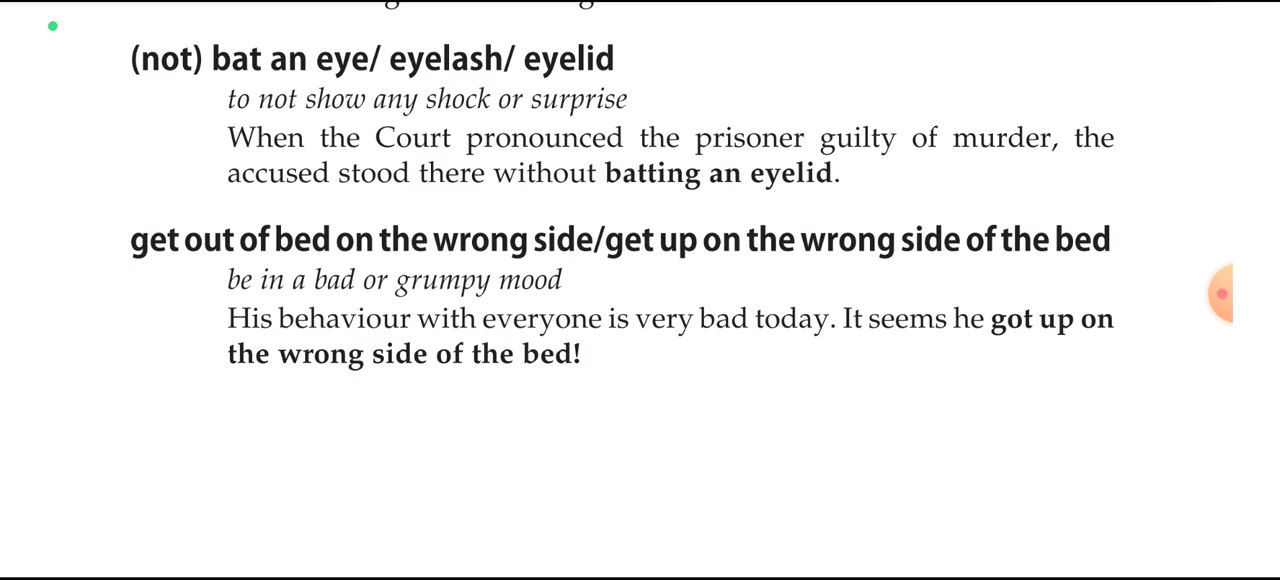 (not) bat an eye/ eyelash/ eyelid
to not show any shock or surprise
When the Court pronounced the prisoner guilty of murder, the
accused stood there without batting an eyelid.
get out of bed on the wrong side/get up on the wrong side of the bed
be in a bad or grumpy mood
His behaviour with everyone is very bad today. It seems he got up on
the wrong side of the bed!